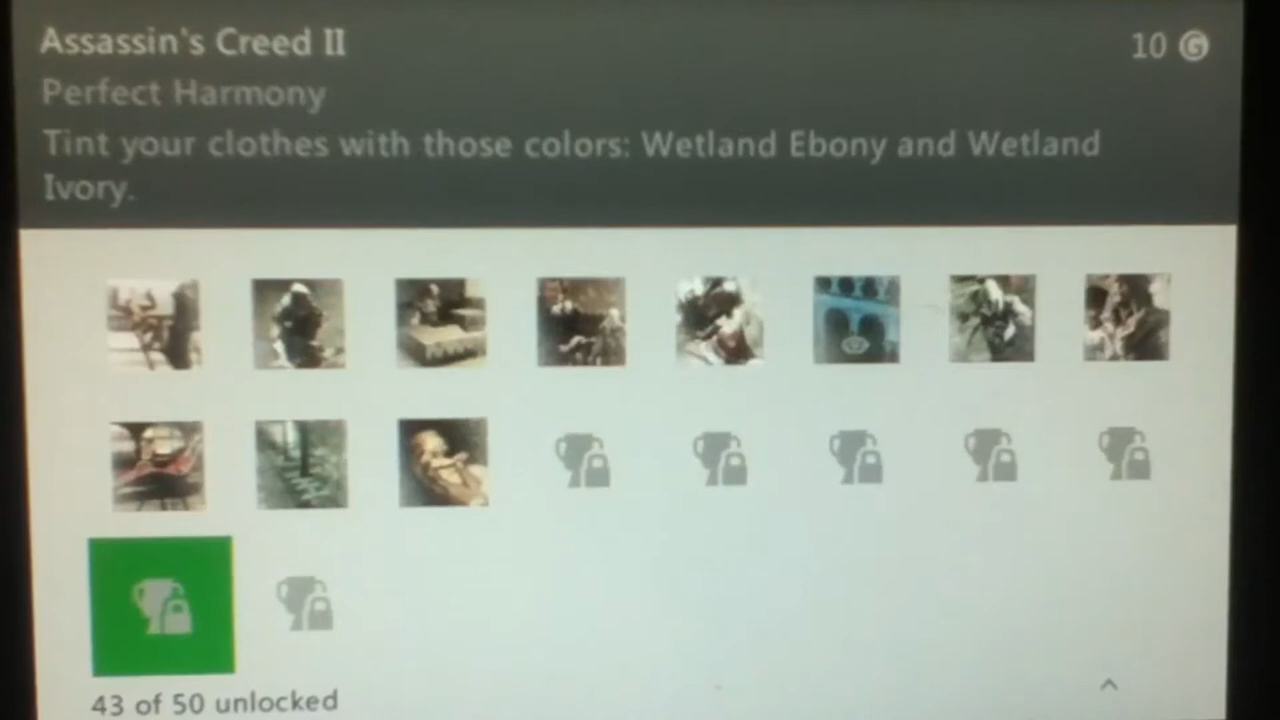 Assassin's Creed II
10 G
Perfect Harmony
Tint your clothes with those colors: Wetland Ebony and Wetland
Ivory.
43 of 50 unlocked